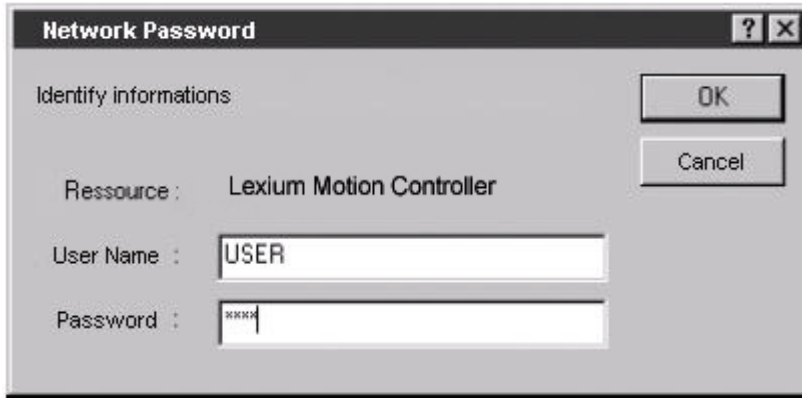 Network Password
? X
Identify informations
OK
Cancel
Ressource : Lexium Motion Controller
User Name : USER
Password : ****